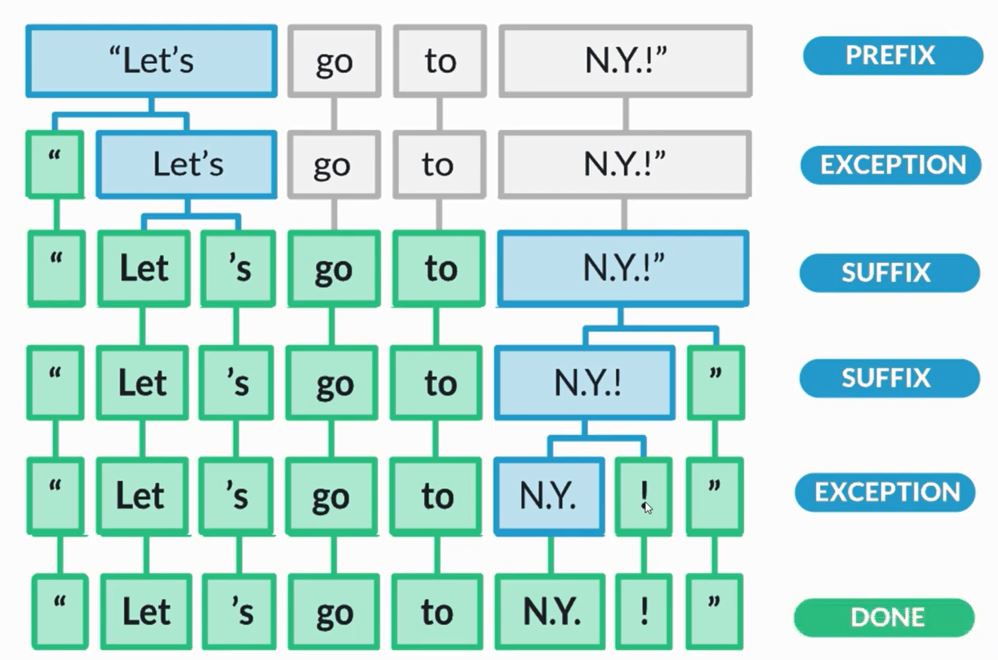 “Let’s go to N.Y.!” PREFIX
“ Let’s go to N.Y.!” EXCEPTION
“ Let ’s go to N.Y.!” SUFFIX
“ Let ’s go to N.Y.! ” SUFFIX
“ Let ’s go to N.Y. ! ” EXCEPTION
“ Let ’s go to N.Y. ! ” DONE